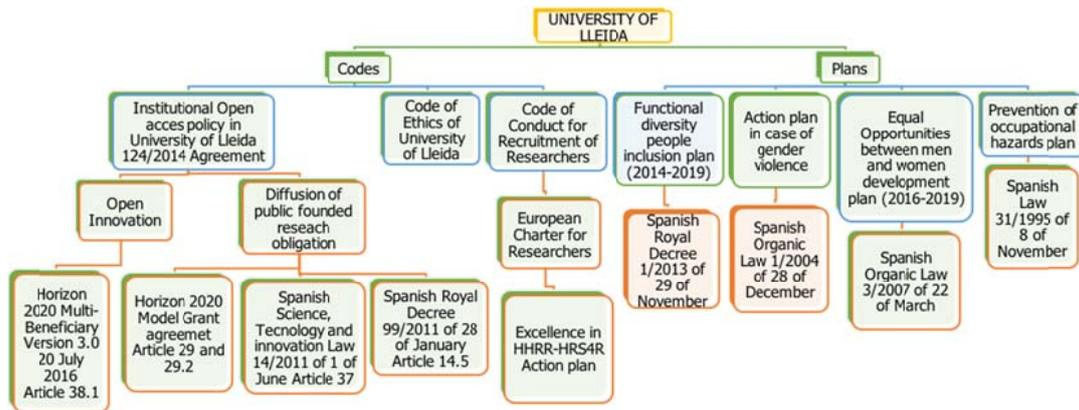 UNIVERSITY OF
LLEIDA
Codes
Plans
Institutional Open
acces policy in
University of Lleida
124/2014 Agreement
Code of
Ethics of
University
of Lleida
Code of
Conduct for
Recruitment of
Researchers
Functional
diversity
people
inclusion plan
(2014-2019)
Action plan
in case of
gender
violence
Equal
Opportunities
between men
and women
development
plan (2016-2019)
Prevention of
occupational
hazards plan
Open
Innovation
Diffusion of
public founded
reseach
obligation
European
Charter for
Researchers
Spanish
Royal
Decree
1/2013 of
29 of
November
Spanish
Organic
Law 1/2004
of 28 of
December
Spanish
Organic Law
3/2007 of 22
of March
Spanish
Law
31/1995 of
8 of
November
Horizon
2020 Multi-
Beneficiary
Version 3.0
20 July
2016
Article 38.1
Horizon 2020
Model Grant
agreemet
Article 29 and
29.2
Spanish
Science,
Tecnology and
innovation Law
14/2011 of 1 of
June Article 37
Spanish Royal
Decree
99/2011 of 28
of January
Article 14.5
Excellence in
HHRR-HRS4R
Action plan